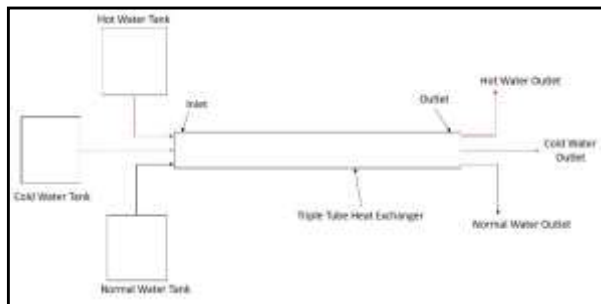 Hot Water Tank
Hot Water Outlet
Inlet
Outlet
Cold Water
Outlet
Cold Water Tank
Triple Tube Heat Exchanger
Normal Water Outlet
Normal Water Tank